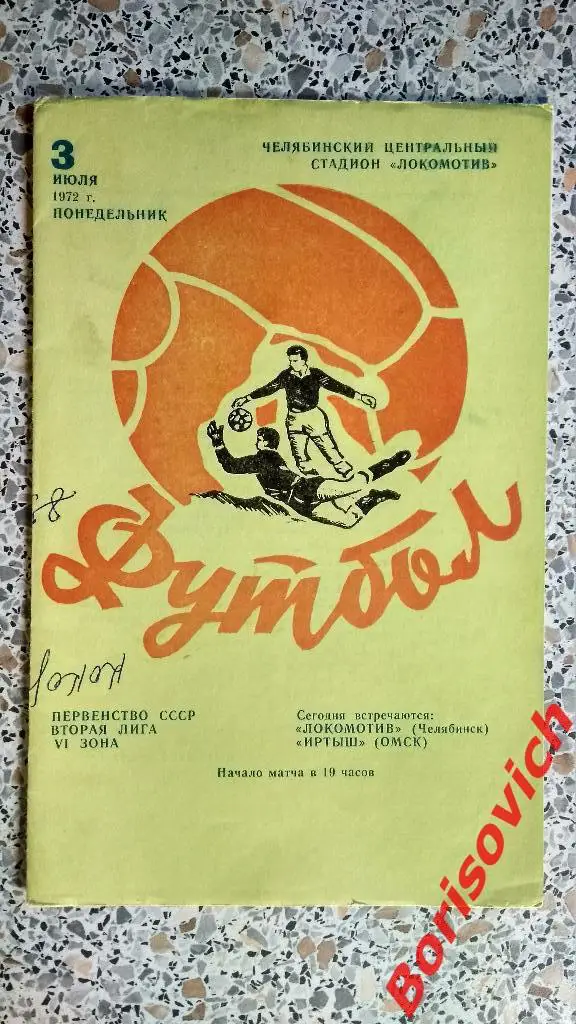 3
ИЮЛЯ
1972 г.
ПОНЕДЕЛЬНИК
ЧЕЛЯБИНСКИЙ ЦЕНТРАЛЬНЫЙ
СТАДИОН «ЛОКОМОТИВ»
Футбол
ПЕРВЕНСТВО СССР
ВТОРАЯ ЛИГА
VI ЗОНА
Сегодня встречаются:
«ЛОКОМОТИВ» (Челябинск)
«ИРТЫШ» (ОМСК)
Начало матча в 19 часов
Borisovich